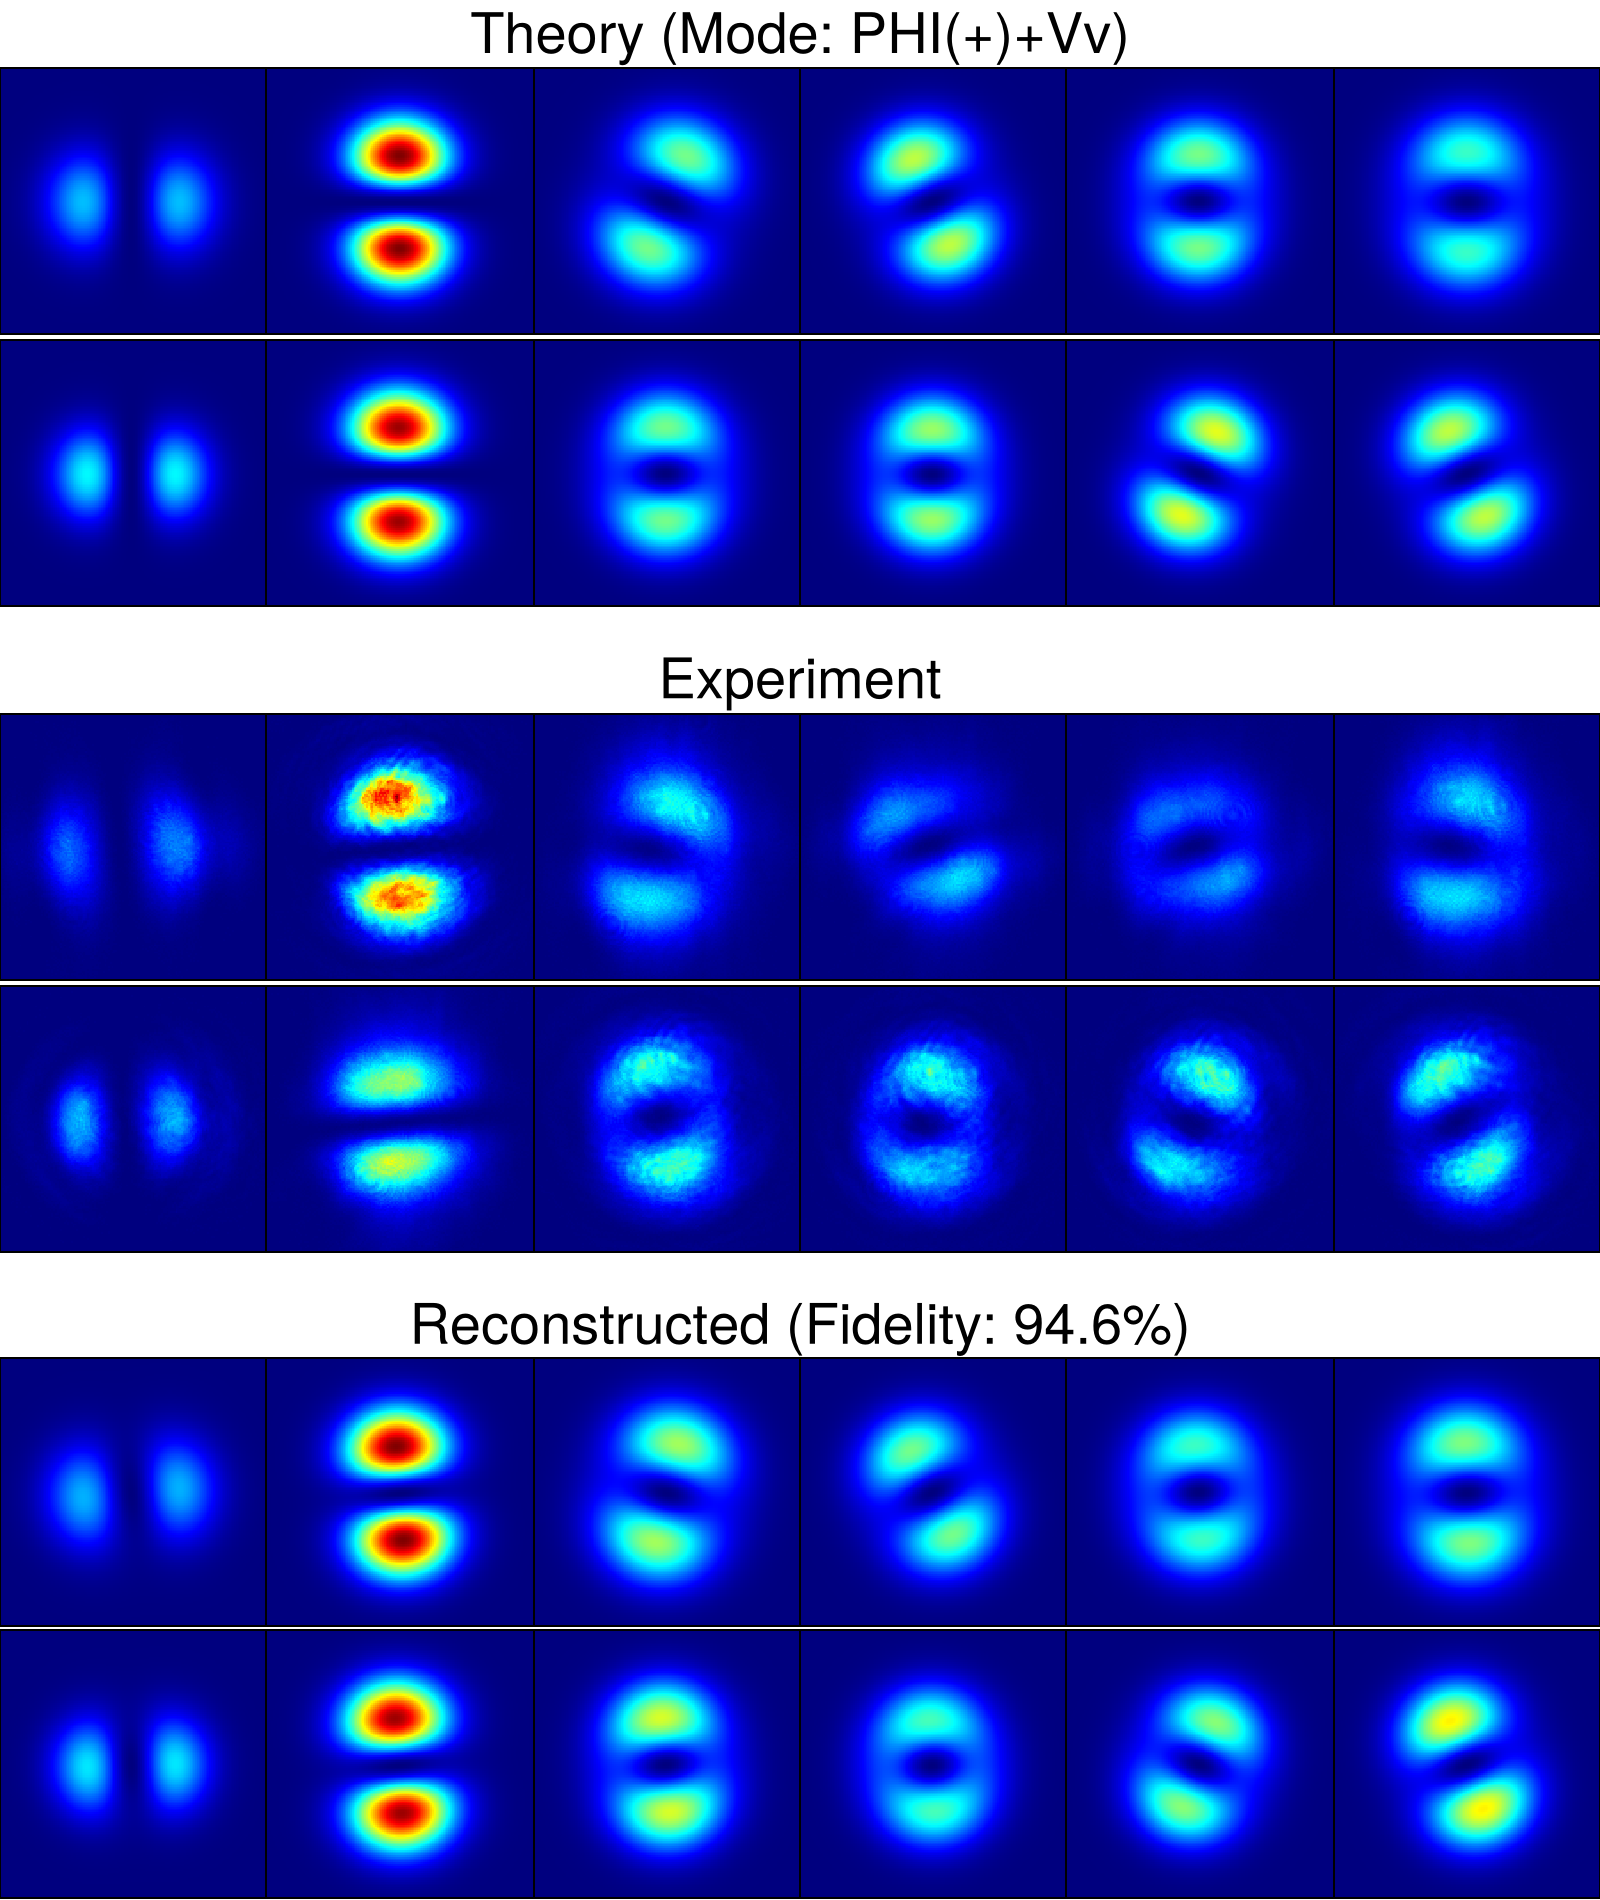 Theory (Mode: PHI(+)+Vv)
Experiment
Reconstructed (Fidelity: 94.6%)